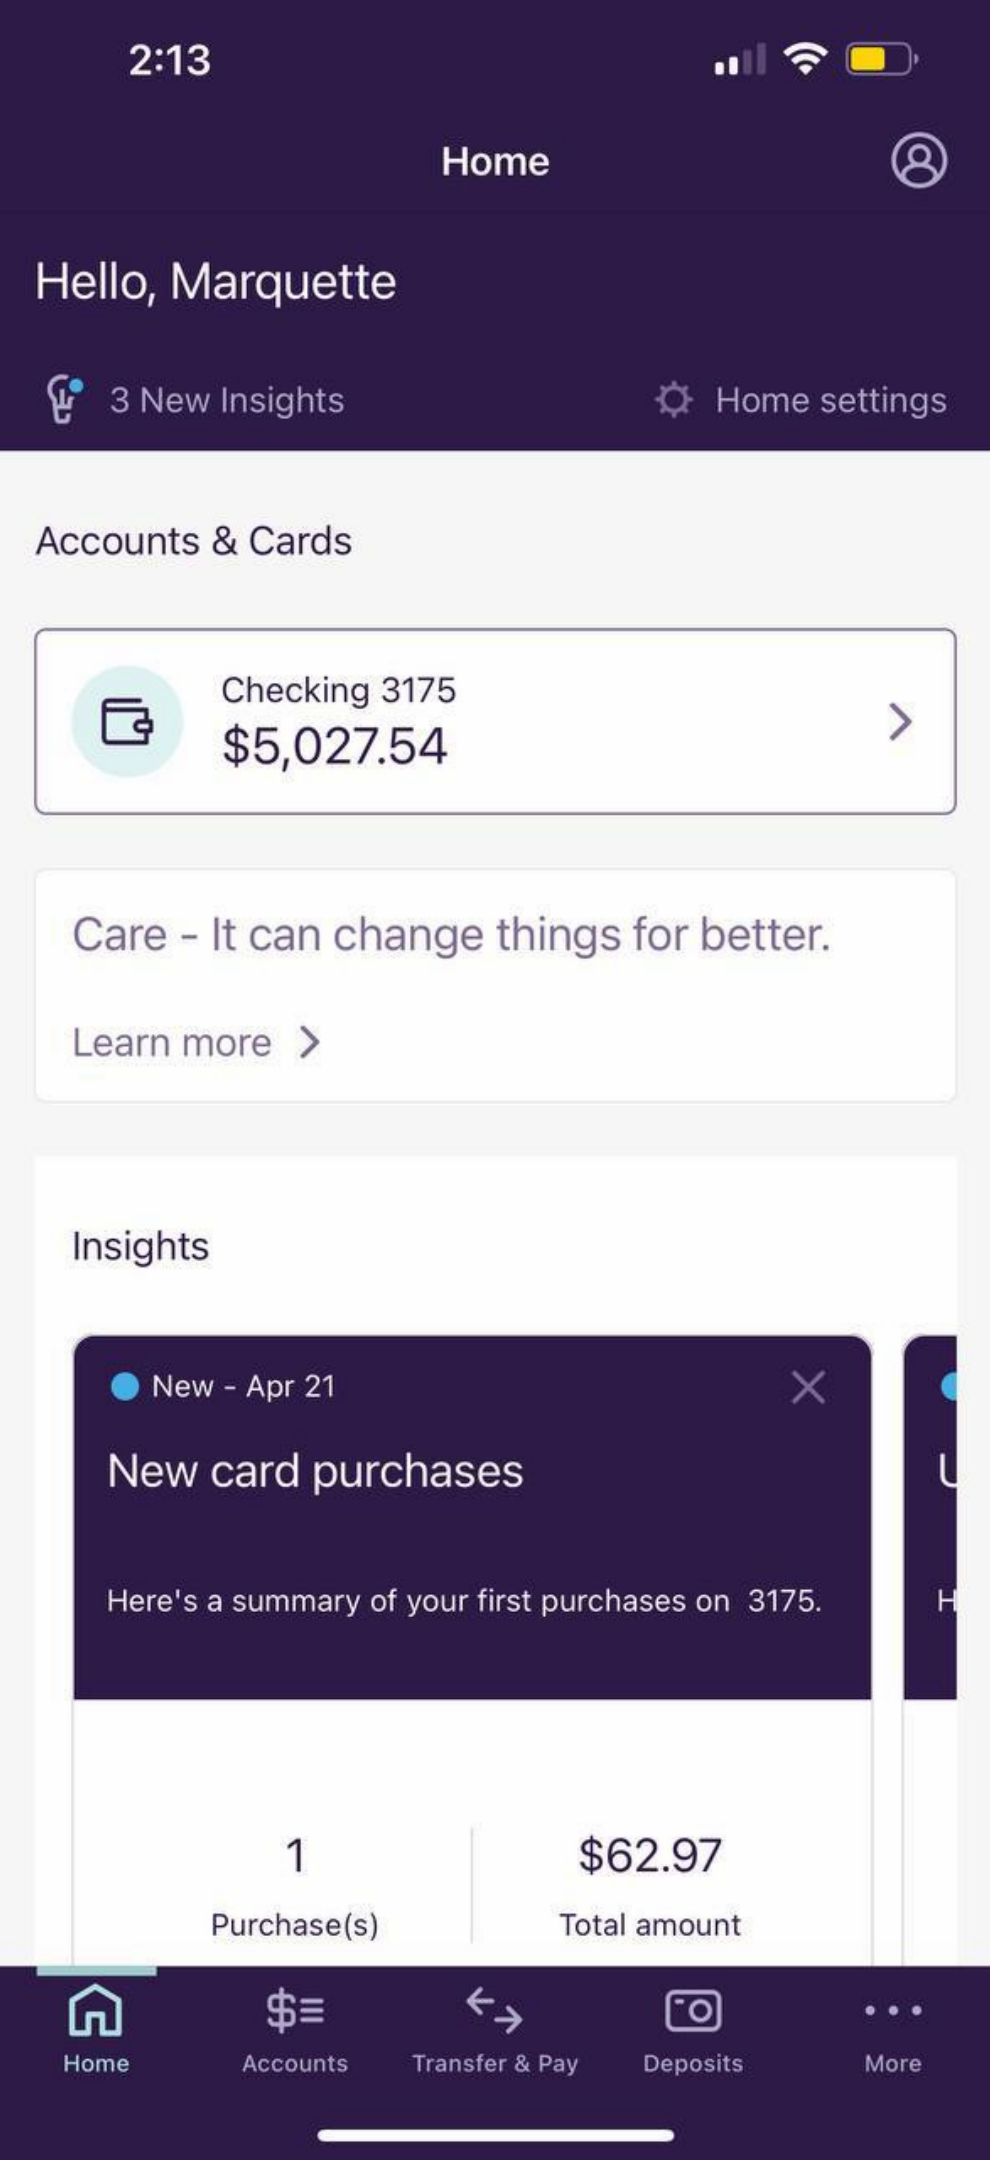 2:13
Home
Hello, Marquette
3 New Insights
Home settings
Accounts & Cards
Checking 3175
$5,027.54
Care - It can change things for better.
Learn more
Insights
New - Apr 21
New card purchases
Here's a summary of your first purchases on 3175.
1
Purchase(s)
$62.97
Total amount
Home
Accounts
Transfer & Pay
Deposits
More